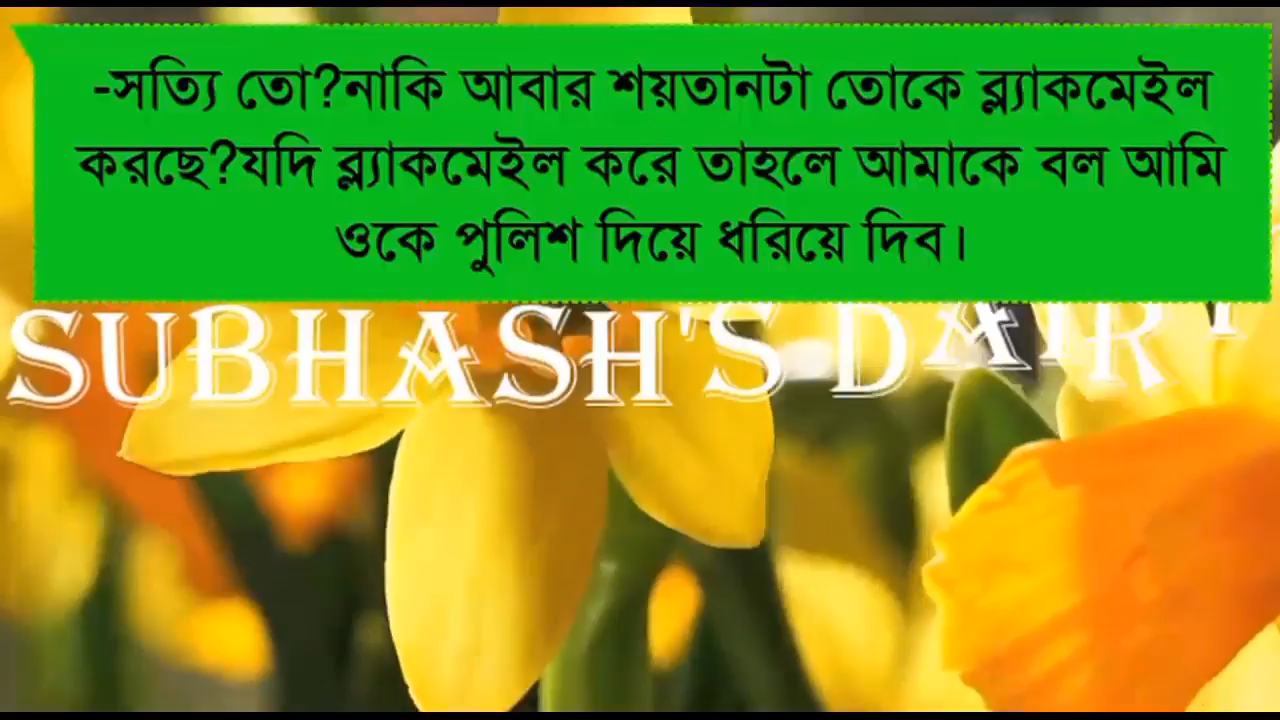 -সত্যি তো?নাকি আবার শয়তানটা তোকে ব্ল্যাকমেইল
করছে?যদি ব্ল্যাকমেইল করে তাহলে আমাকে বল আমি
ওকে পুলিশ দিয়ে ধরিয়ে দিব।
SUBHASH'S DAIRY